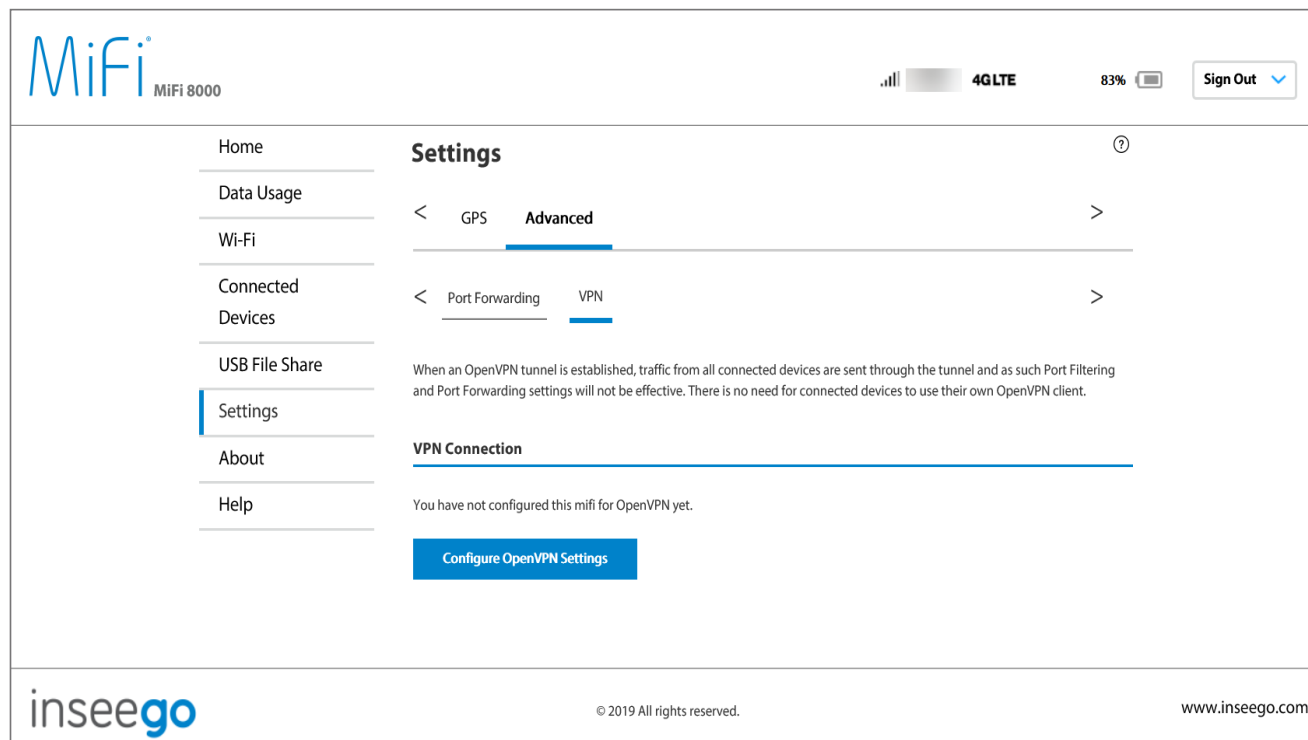 MiFi®
MiFi 8000
4G LTE
83%
Sign Out
Home
Data Usage
Wi-Fi
Connected
Devices
USB File Share
Settings
About
Help
Settings
?
< GPS Advanced >
< Port Forwarding VPN >
When an OpenVPN tunnel is established, traffic from all connected devices are sent through the tunnel and as such Port Filtering
and Port Forwarding settings will not be effective. There is no need for connected devices to use their own OpenVPN client.
VPN Connection
You have not configured this mifi for OpenVPN yet.
Configure OpenVPN Settings
inseego
© 2019 All rights reserved.
www.inseego.com